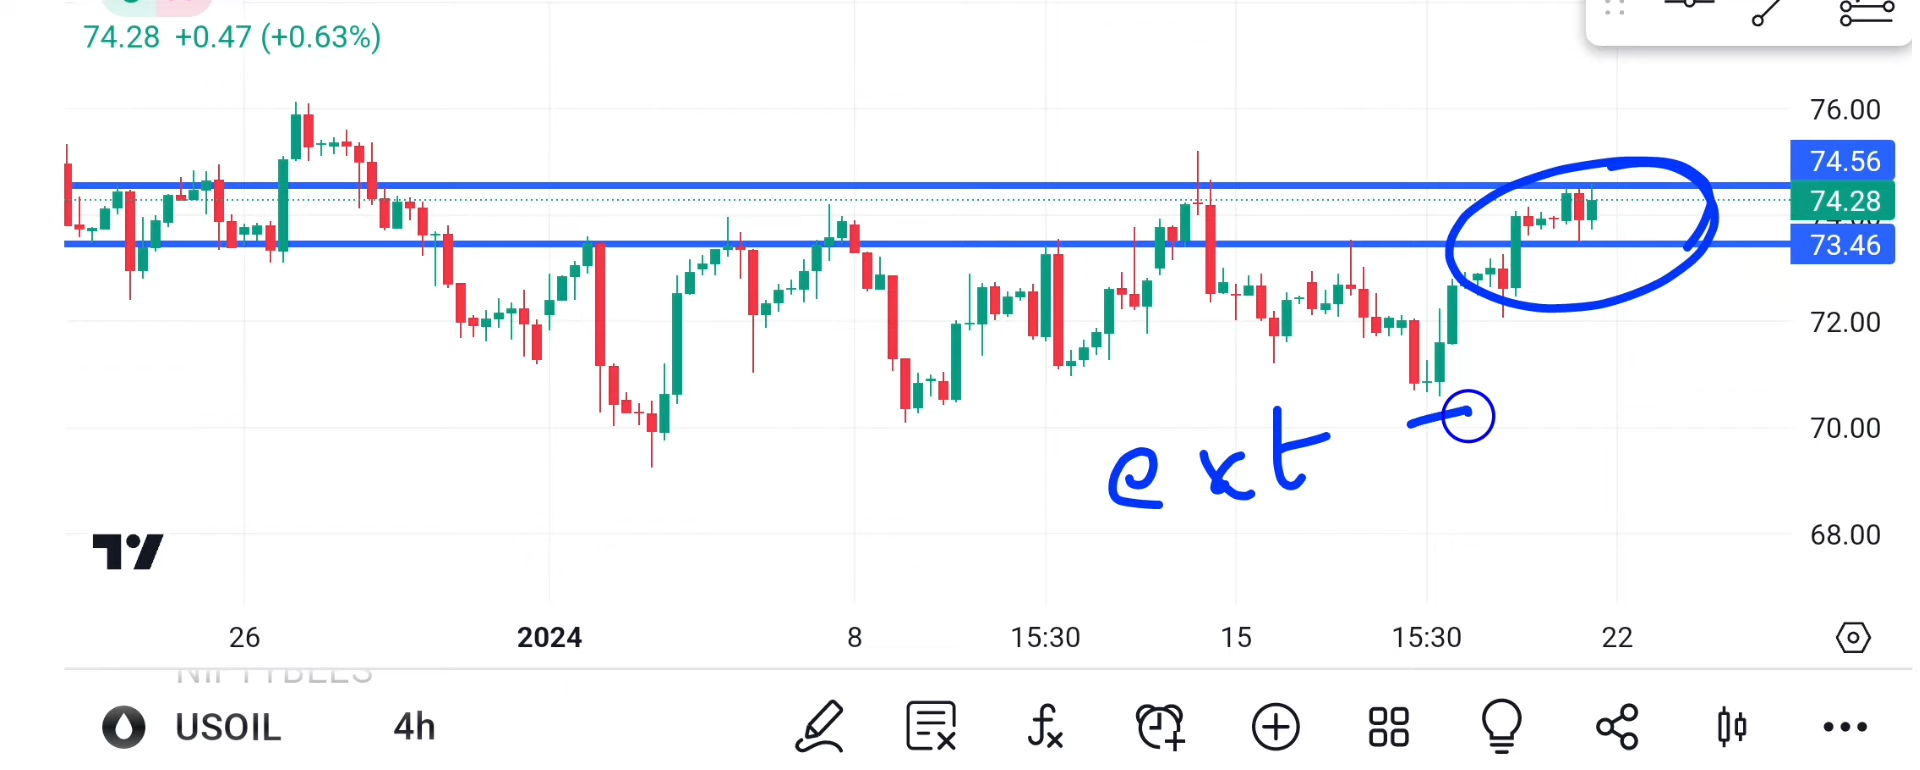 74.28 +0.47 (+0.63%)
76.00
74.56
74.28
73.46
72.00
70.00
ext
68.00
26 2024 8 15:30 15 15:30 22
NIFTYBEES
USOIL 4h